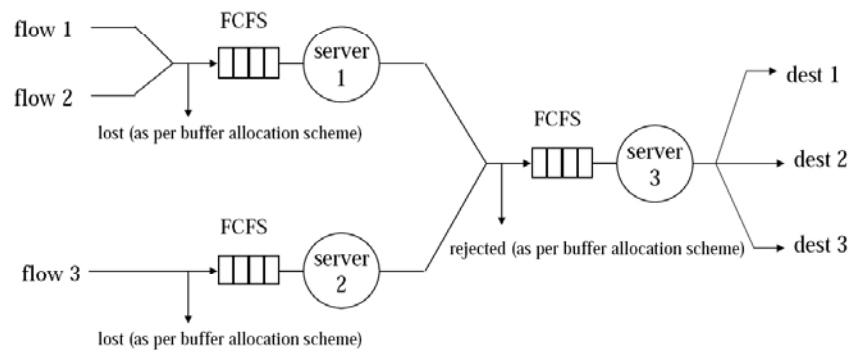 flow 1
flow 2
FCFS
server
1
lost (as per buffer allocation scheme)
FCFS
server
3
dest 1
dest 2
dest 3
rejected (as per buffer allocation scheme)
flow 3
FCFS
server
2
lost (as per buffer allocation scheme)